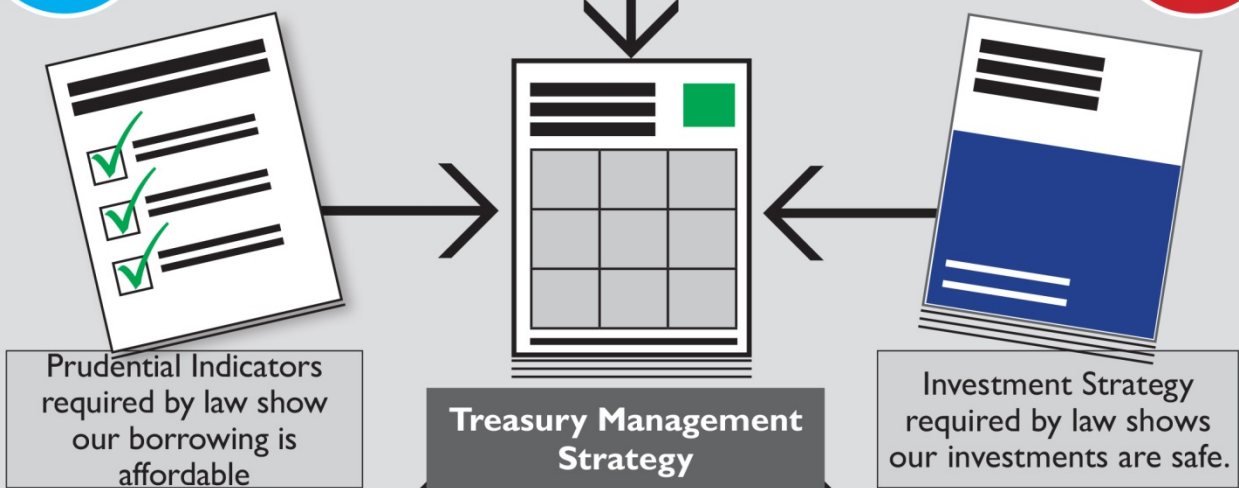 Prudential Indicators
required by law show
our borrowing is
affordable
Treasury Management
Strategy
Investment Strategy
required by law shows
our investments are safe.